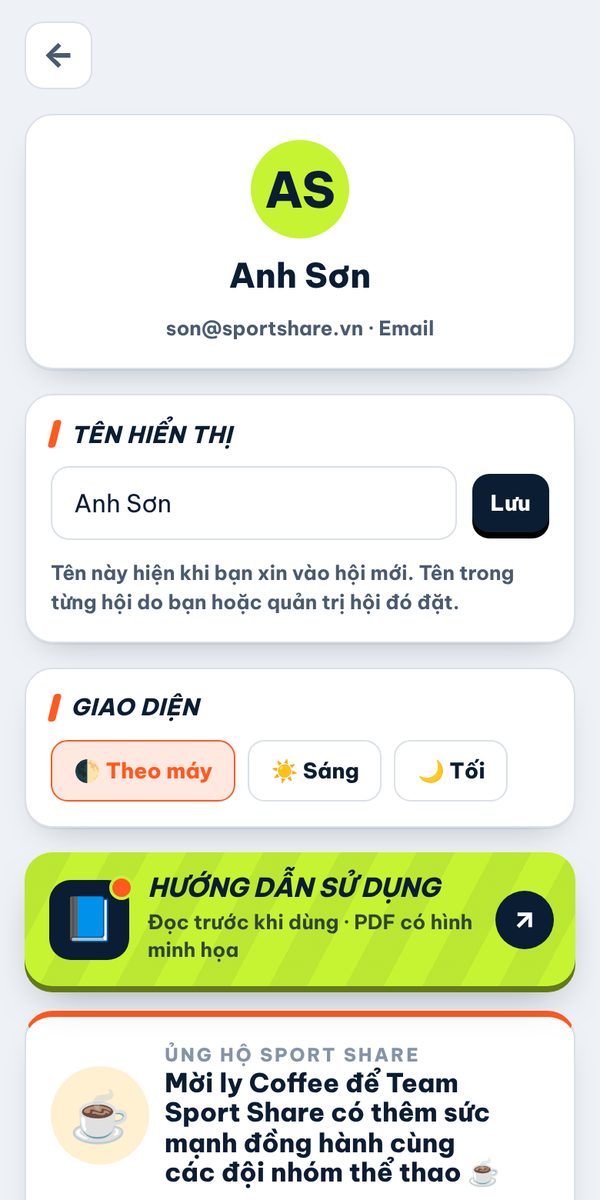 AS
Anh Sơn
son@sportshare.vn · Email
TÊN HIỂN THỊ
Anh Sơn
Lưu
Tên này hiện khi bạn xin vào hội mới. Tên trong
từng hội do bạn hoặc quản trị hội đó đặt.
GIAO DIỆN
🌓 Theo máy ☀️ Sáng 🌙 Tối
HƯỚNG DẪN SỬ DỤNG
Đọc trước khi dùng · PDF có hình
minh họa
ỦNG HỘ SPORT SHARE
Mời ly Coffee để Team
Sport Share có thêm sức
mạnh đồng hành cùng
các đội nhóm thể thao ☕